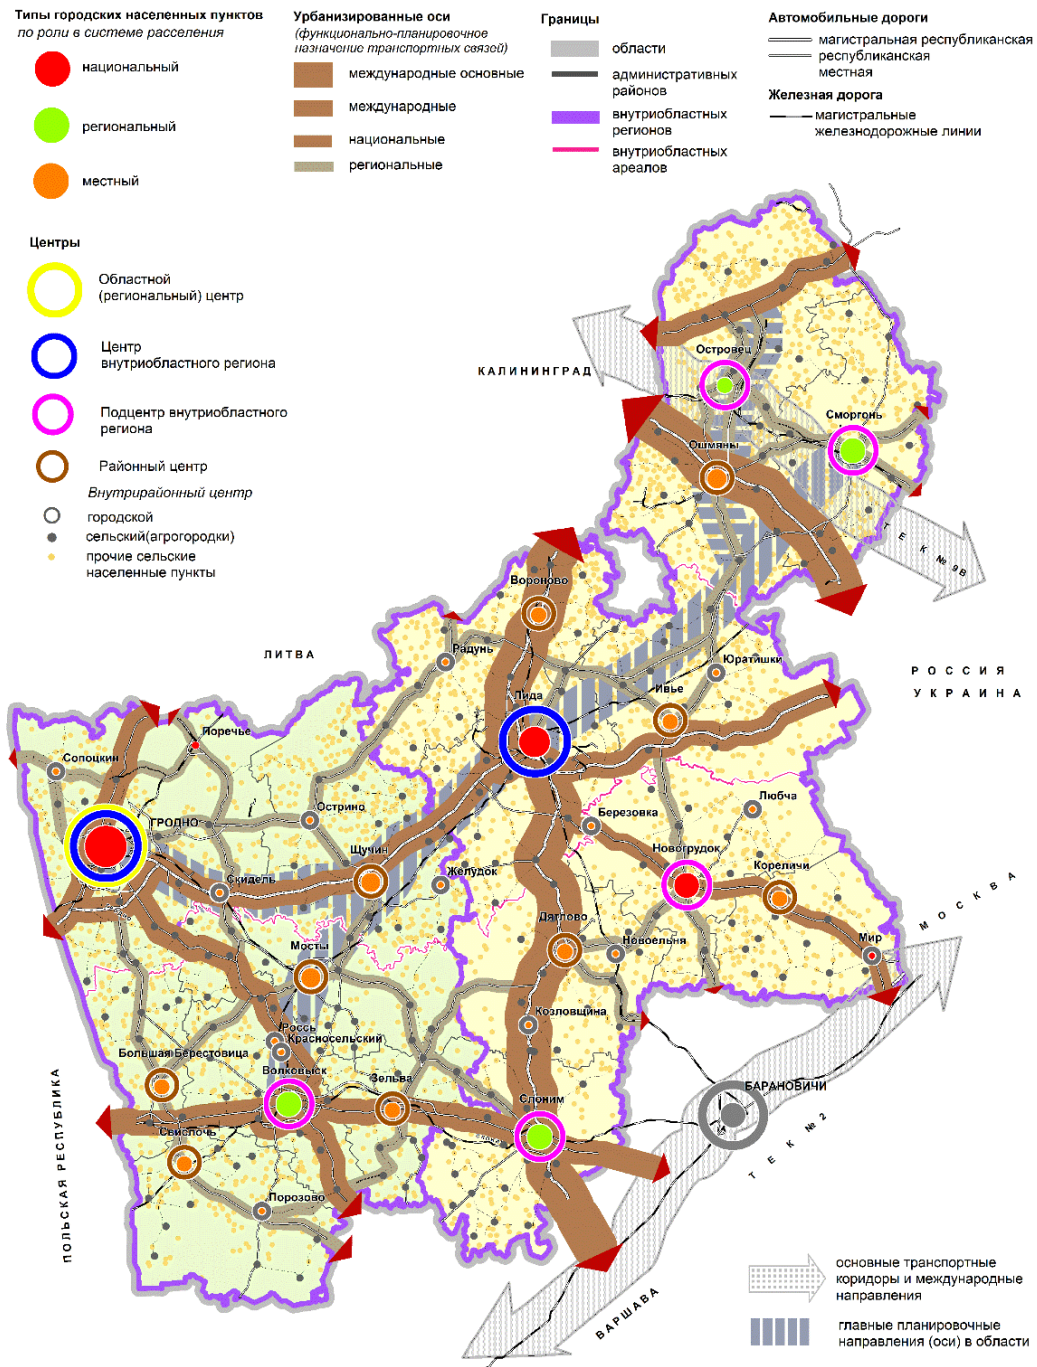 Типы городских населенных пунктов
по роли в системе расселения
национальный
региональный
местный
Центры
Областной
(региональный) центр
Центр
внутриобластного региона
Подцентр внутриобластного
региона
Районный центр
Внутрирайонный центр
городской
сельский(агрогородки)
прочие сельские
населенные пункты
Урбанизированные оси
(функционально-планировочное
назначение транспортных связей)
международные основные
международные
национальные
региональные
Границы
области
административных
районов
внутриобластных
регионов
внутриобластных
ареалов
Автомобильные дороги
магистральная республиканская
республиканская
местная
Железная дорога
магистральные
железнодорожные линии
Островец
КАЛИНИНГРАД
Сморгонь
Ошмяны
ТЕК №9В
Вороново
ЛИТВА
Радунь
Юратишки
РОССИЯ
УКРАИНА
Лида
Ивье
Поречье
Сопоцкин
Острино
Березовка
Любча
ГРОДНО
Щучин
Новогрудок
Скидель
Желудок
Кореличи
МОСКВА
Дятлово
Мосты
Новоельня
Мир
Козловщина
Россь
Красносельский
Большая Берестовица
Волковыск
Зельва
Слоним
БАРАНОВИЧИ
ПОЛЬСКАЯ РЕСПУБЛИКА
Свислочь
ТЕК №2
Порозово
ВАРШАВА
основные транспортные
коридоры и международные
направления
главные планировочные
направления (оси) в области